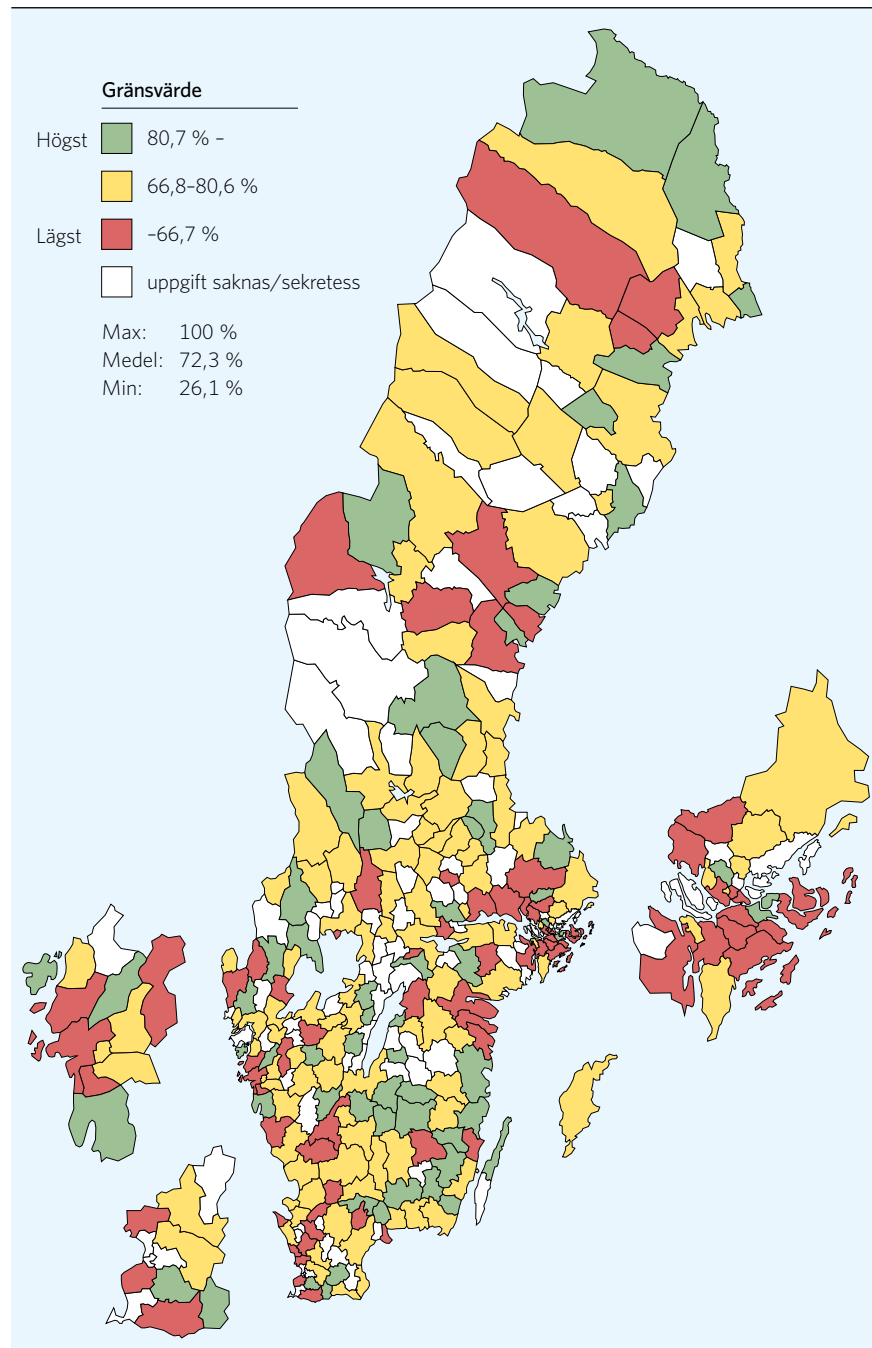 Gränsvärde
Högst 80,7 % –
66,8–80,6 %
Lägst –66,7 %
uppgift saknas/sekretess
Max: 100 %
Medel: 72,3 %
Min: 26,1 %